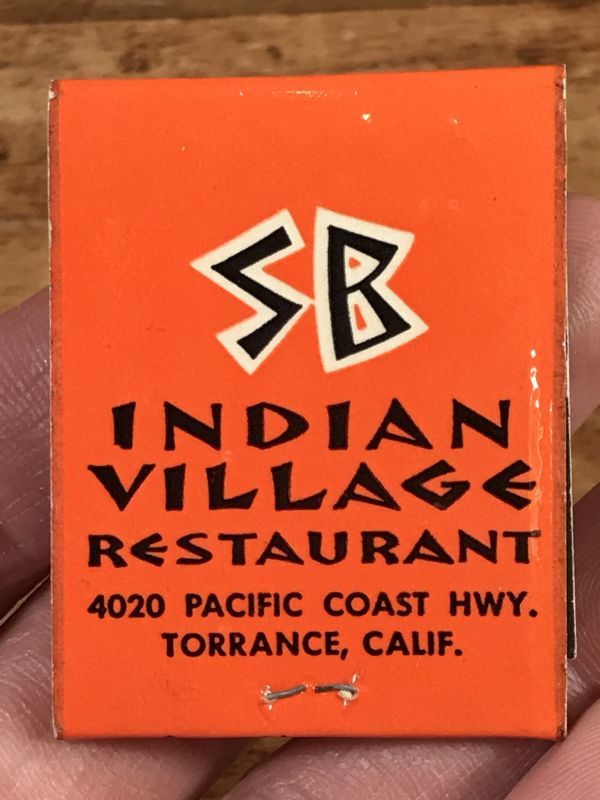 SB
INDIAN
VILLAGE
RESTAURANT
4020 PACIFIC COAST HWY.
TORRANCE, CALIF.